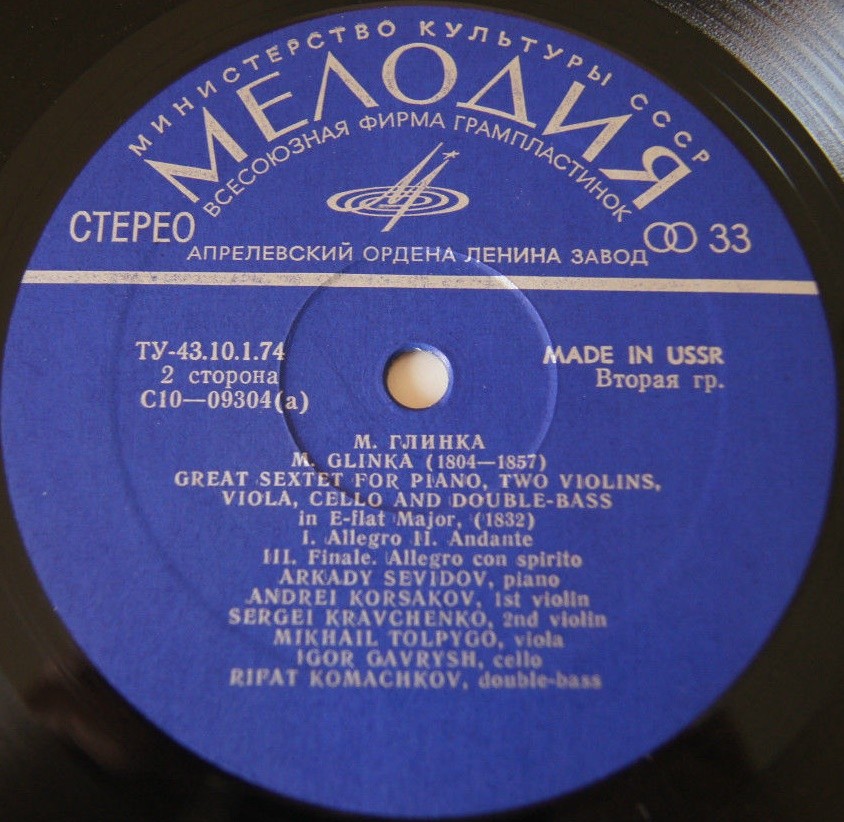 МИНИСТЕРСТВО КУЛЬТУРЫ СССР
МЕЛОДИЯ
ВСЕСОЮЗНАЯ ФИРМА ГРАМПЛАСТИНОК
СТЕРЕО
33
АПРЕЛЕВСКИЙ ОРДЕНА ЛЕНИНА ЗАВОД
ТУ-43.10.1.74
2 сторона
С10—09304(а)
MADE IN USSR
Вторая гр.
М. ГЛИНКА
M. GLINKA (1804—1857)
GREAT SEXTET FOR PIANO, TWO VIOLINS,
VIOLA, CELLO AND DOUBLE-BASS
in E-flat Major, (1832)
I. Allegro II. Andante
III. Finale. Allegro con spirito
ARKADY SEVIDOV, piano
ANDREI KORSAKOV, 1st violin
SERGEI KRAVCHENKO, 2nd violin
MIKHAIL TOLPYGO, viola
IGOR GAVRYSH, cello
RIFAT KOMACHKOV, double-bass